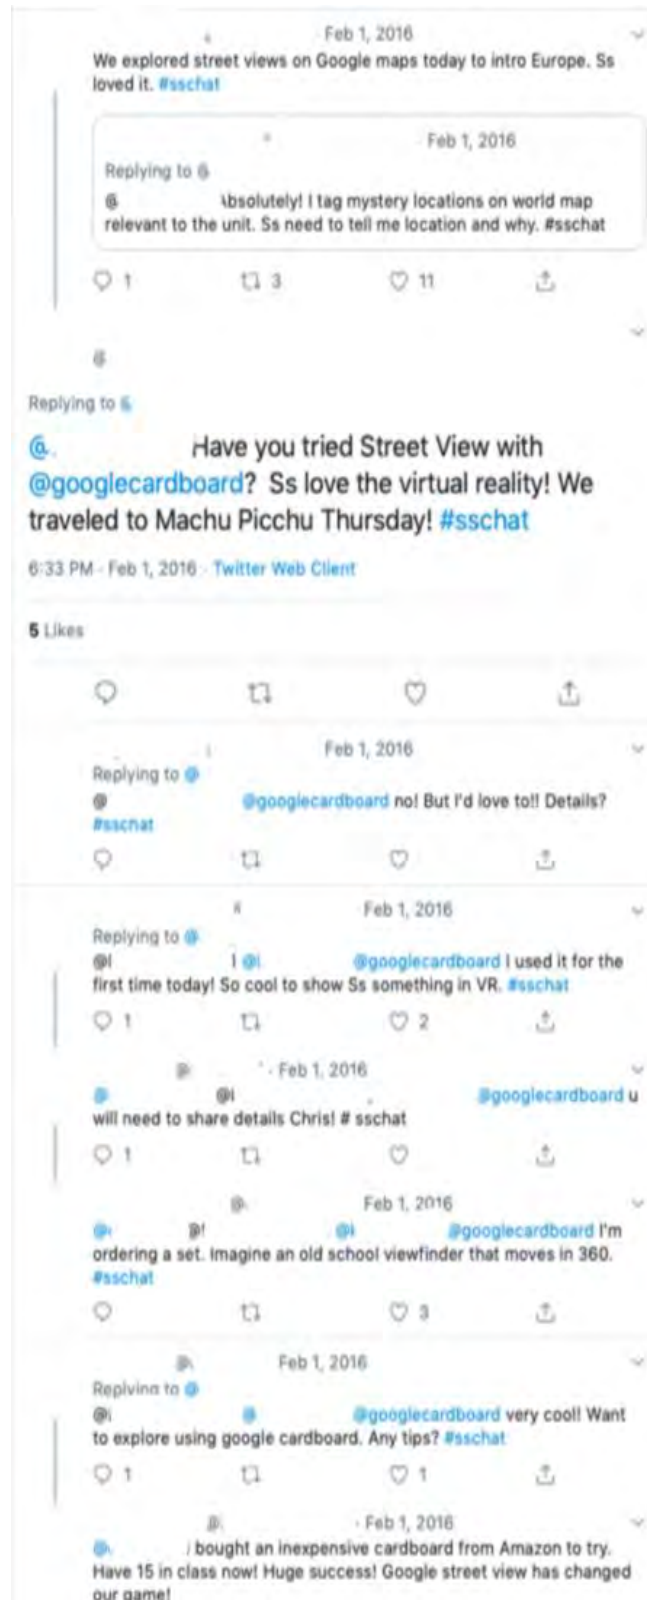 Feb 1, 2016
We explored street views on Google maps today to intro Europe. Ss
loved it. #sschat
Feb 1, 2016
Replying to @
@ Absolutely! I tag mystery locations on world map
relevant to the unit. Ss need to tell me location and why. #sschat
1 3 11
@
Replying to @
@ Have you tried Street View with
@googlecardboard? Ss love the virtual reality! We
traveled to Machu Picchu Thursday! #sschat
6:33 PM · Feb 1, 2016 · Twitter Web Client
5 Likes
Feb 1, 2016
Replying to @
@ @googlecardboard no! But I'd love to!! Details?
#sschat
Feb 1, 2016
Replying to @
@ @ @googlecardboard I used it for the
first time today! So cool to show Ss something in VR. #sschat
1 2
@ · Feb 1, 2016
@ @ @googlecardboard u
will need to share details Chris! # sschat
1
@ Feb 1, 2016
@ @ @ @googlecardboard I'm
ordering a set. Imagine an old school viewfinder that moves in 360.
#sschat
3
@ Feb 1, 2016
Replying to @
@ @ @googlecardboard very cool! Want
to explore using google cardboard. Any tips? #sschat
1 1
@ · Feb 1, 2016
@ i bought an inexpensive cardboard from Amazon to try.
Have 15 in class now! Huge success! Google street view has changed
our game!